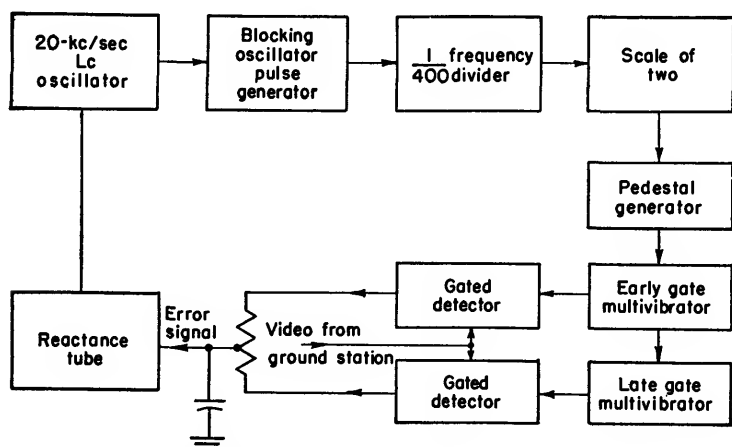 20-kc/sec
Lc
oscillator
Blocking
oscillator
pulse
generator
1/400 frequency
divider
Scale of
two
Pedestal
generator
Early gate
multivibrator
Late gate
multivibrator
Gated
detector
Video from
ground station
Gated
detector
Error
signal
Reactance
tube